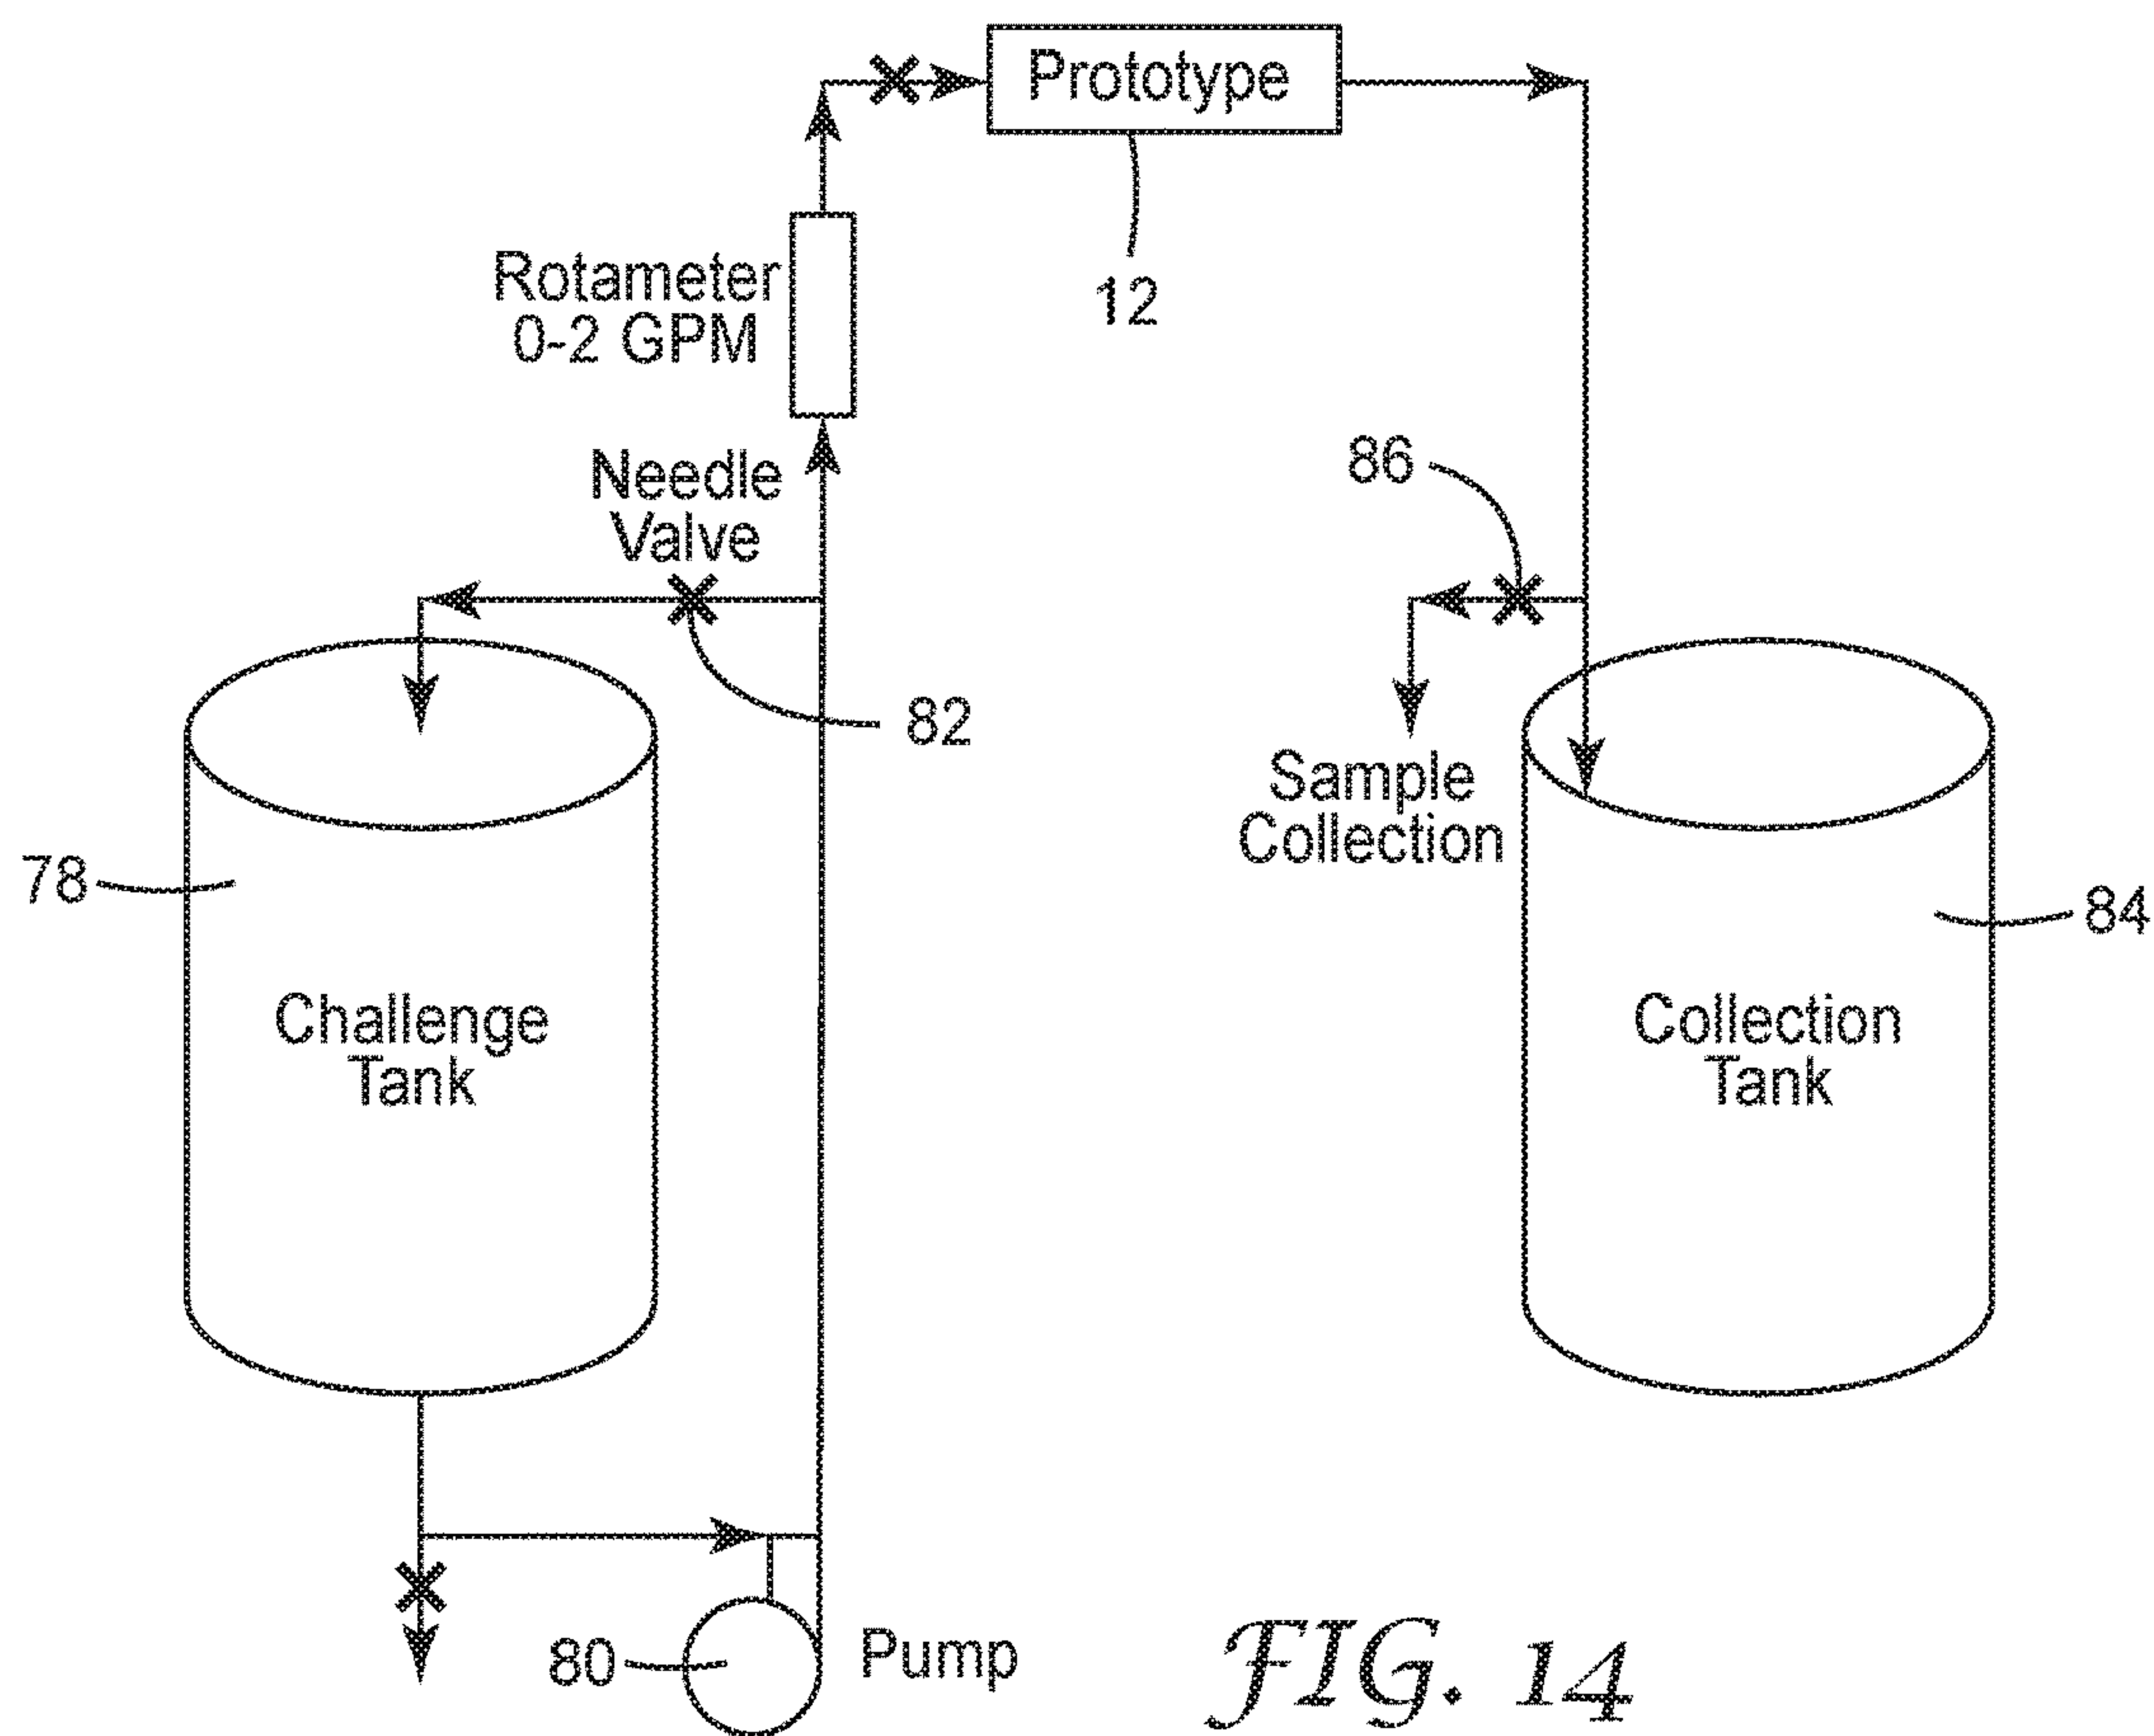 Prototype
12
Rotameter
0-2 GPM
Needle
Valve
86
82
Sample
Collection
78
84
Challenge
Tank
Collection
Tank
80
Pump
FIG. 14